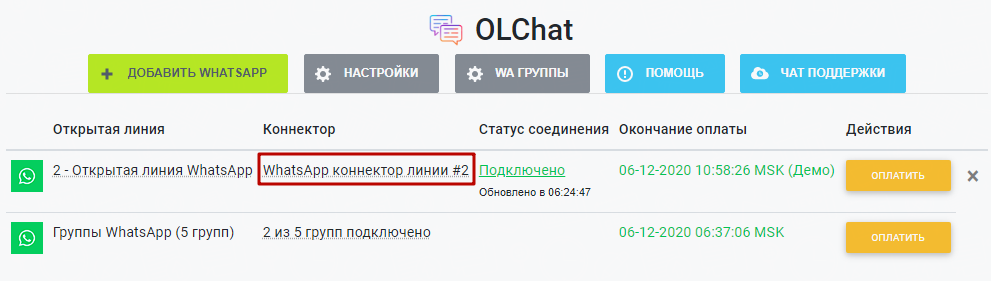 OLChat
ДОБАВИТЬ WHATSAPP НАСТРОЙКИ WA ГРУППЫ ПОМОЩЬ ЧАТ ПОДДЕРЖКИ
Открытая линия Коннектор Статус соединения Окончание оплаты Действия
2 - Открытая линия WhatsApp WhatsApp коннектор линии #2 Подключено 06-12-2020 10:58:26 MSK (Демо) ОПЛАТИТЬ
Обновлено в 06:24:47
Группы WhatsApp (5 групп) 2 из 5 групп подключено 06-12-2020 06:37:06 MSK ОПЛАТИТЬ